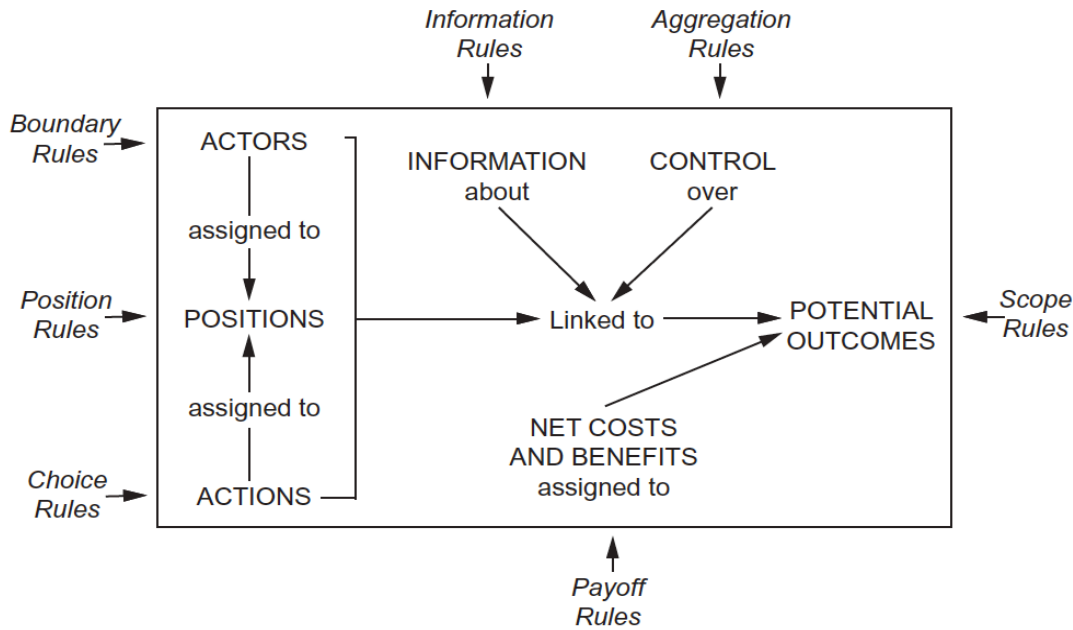 Information
Rules
Aggregation
Rules
Boundary
Rules
ACTORS
INFORMATION
about
CONTROL
over
assigned to
Position
Rules
POSITIONS
Linked to
POTENTIAL
OUTCOMES
Scope
Rules
assigned to
NET COSTS
AND BENEFITS
assigned to
Choice
Rules
ACTIONS
Payoff
Rules